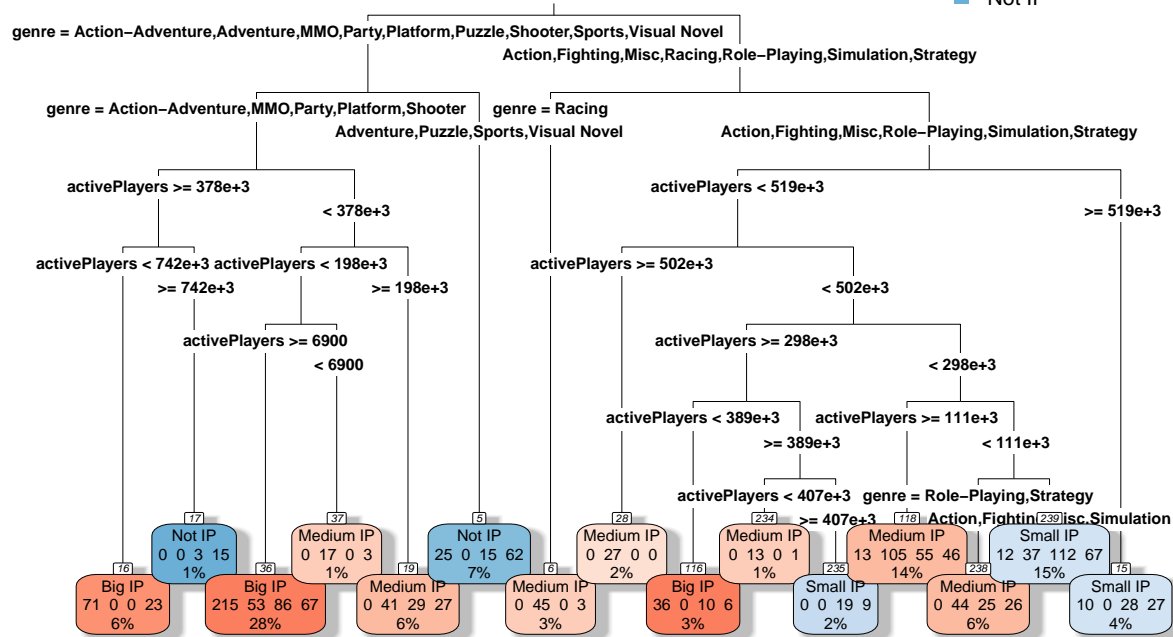 Not IP
genre = Action−Adventure,Adventure,MMO,Party,Platform,Puzzle,Shooter,Sports,Visual Novel
Action,Fighting,Misc,Racing,Role−Playing,Simulation,Strategy
genre = Action−Adventure,MMO,Party,Platform,Shooter
genre = Racing
Adventure,Puzzle,Sports,Visual Novel
Action,Fighting,Misc,Role−Playing,Simulation,Strategy
activePlayers >= 378e+3
activePlayers < 519e+3
< 378e+3
>= 519e+3
activePlayers < 742e+3
activePlayers < 198e+3
activePlayers >= 502e+3
>= 742e+3
>= 198e+3
< 502e+3
activePlayers >= 6900
activePlayers >= 298e+3
< 6900
< 298e+3
activePlayers < 389e+3
activePlayers >= 111e+3
>= 389e+3
< 111e+3
activePlayers < 407e+3
genre = Role−Playing,Strategy
>= 407e+3
Action,Fighting,Misc,Simulation
17
Not IP
0 0 3 15
1%
37
Medium IP
0 17 0 3
1%
5
Not IP
25 0 15 62
7%
28
Medium IP
0 27 0 0
2%
234
Medium IP
0 13 0 1
1%
118
Medium IP
13 105 55 46
14%
239
Small IP
12 37 112 67
15%
16
Big IP
71 0 0 23
6%
36
Big IP
215 53 86 67
28%
19
Medium IP
0 41 29 27
6%
6
Medium IP
0 45 0 3
3%
116
Big IP
36 0 10 6
3%
235
Small IP
0 0 19 9
2%
238
Medium IP
0 44 25 26
6%
15
Small IP
10 0 28 27
4%